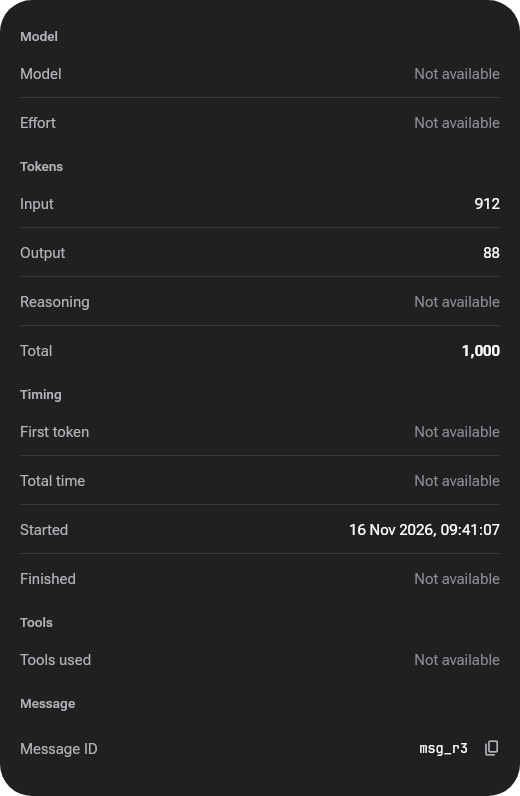 Model
Model Not available
Effort Not available
Tokens
Input 912
Output 88
Reasoning Not available
Total 1,000
Timing
First token Not available
Total time Not available
Started 16 Nov 2026, 09:41:07
Finished Not available
Tools
Tools used Not available
Message
Message ID msg_r3